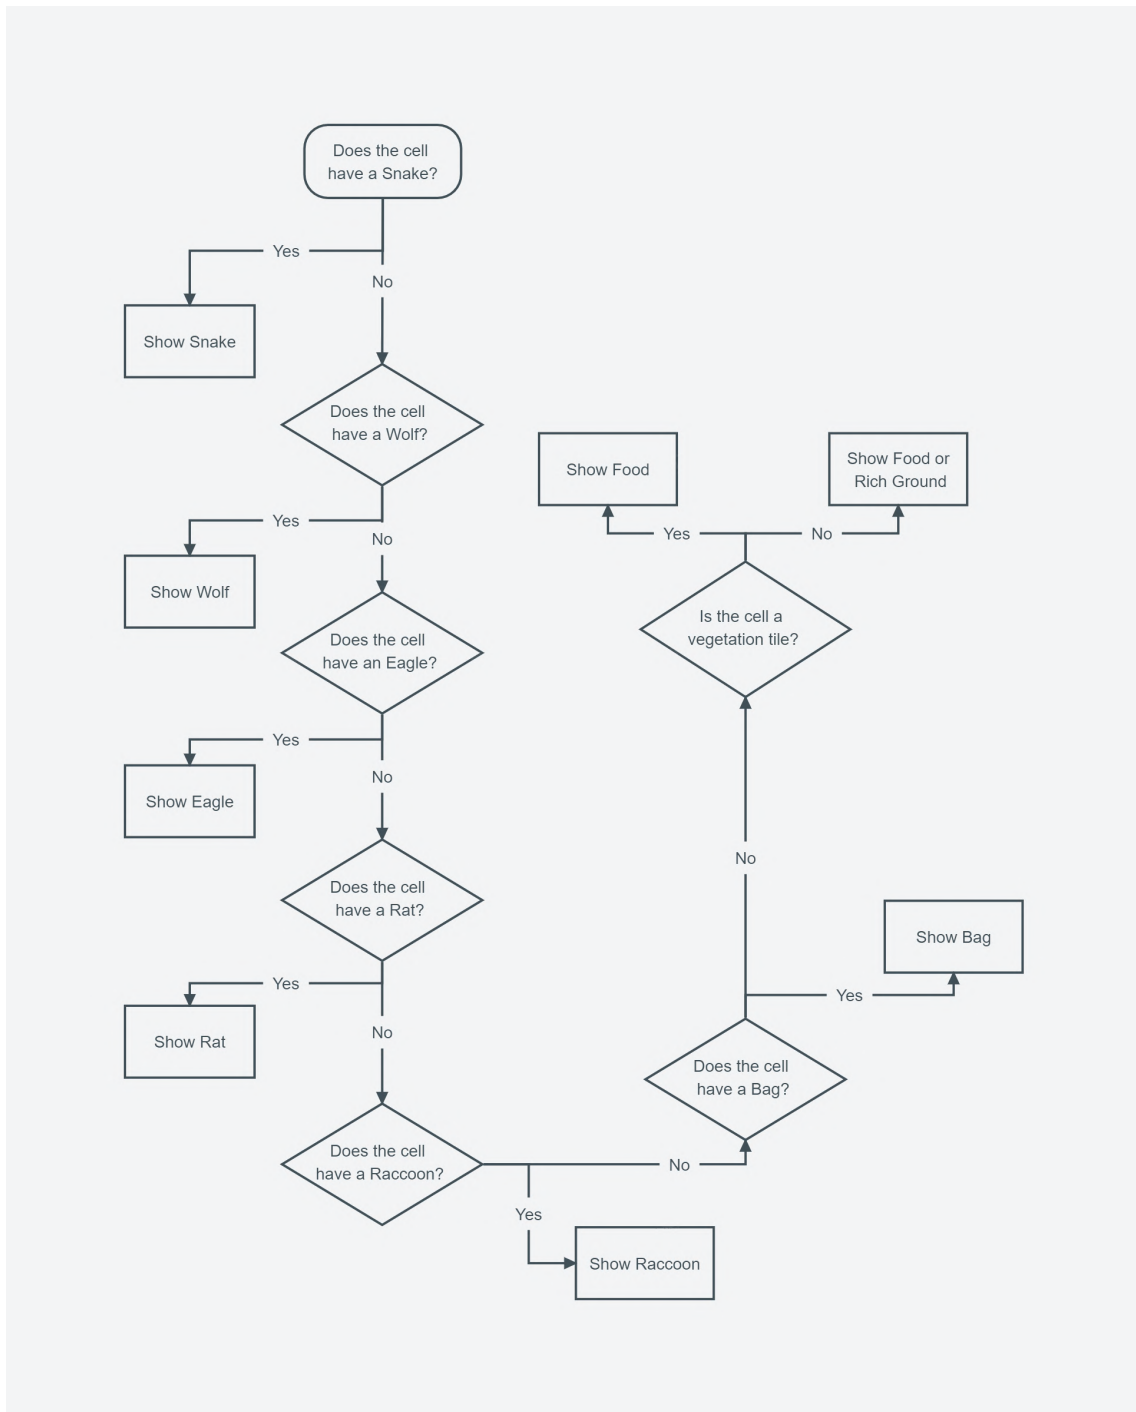 Does the cell
have a Snake?
Yes
No
Show Snake
Does the cell
have a Wolf?
Yes
No
Show Wolf
Does the cell
have an Eagle?
Yes
No
Show Eagle
Does the cell
have a Rat?
Yes
No
Show Rat
Does the cell
have a Raccoon?
Yes
Show Raccoon
No
Does the cell
have a Bag?
Yes
Show Bag
No
Is the cell a
vegetation tile?
Yes
Show Food
No
Show Food or
Rich Ground